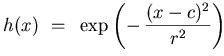 h(x) = exp(−(x − c)²/r²)